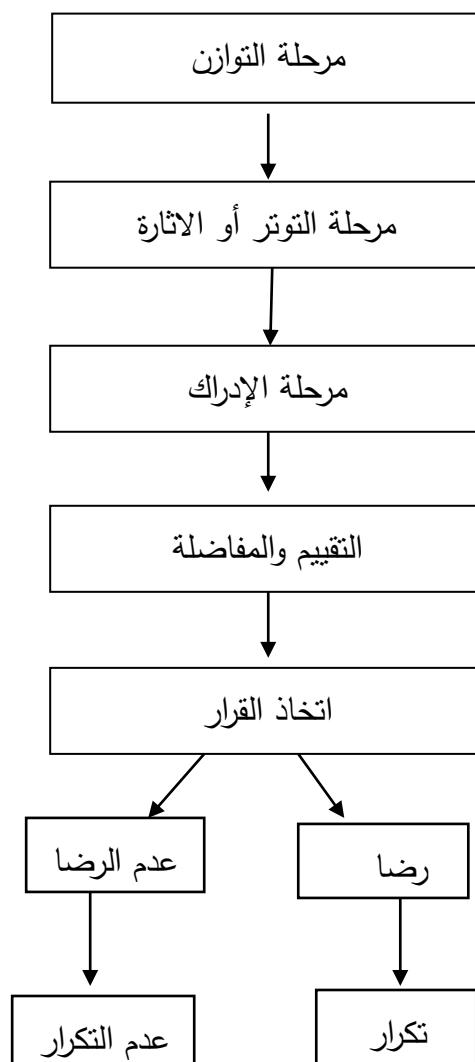 مرحلة التوازن
مرحلة التوتر أو الاثارة
مرحلة الإدراك
التقييم والمفاضلة
اتخاذ القرار
رضا
عدم الرضا
تكرار
عدم التكرار